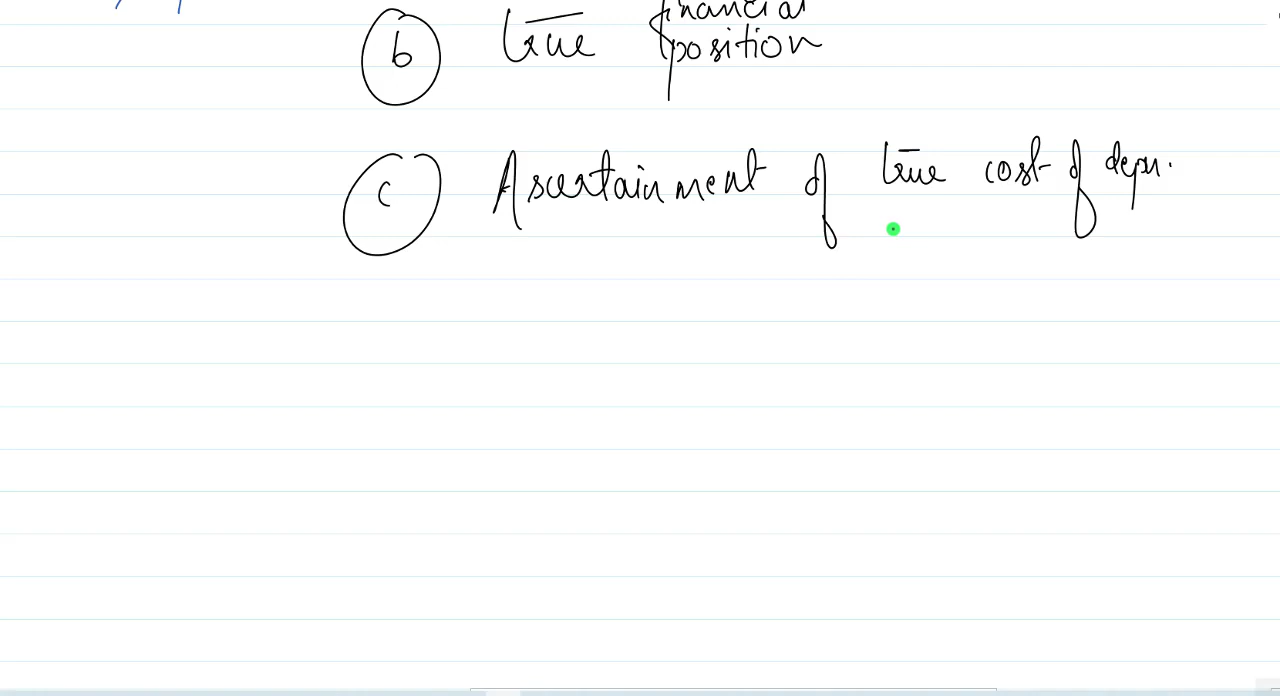 b true financial position
c Ascertainment of true cost of depn.